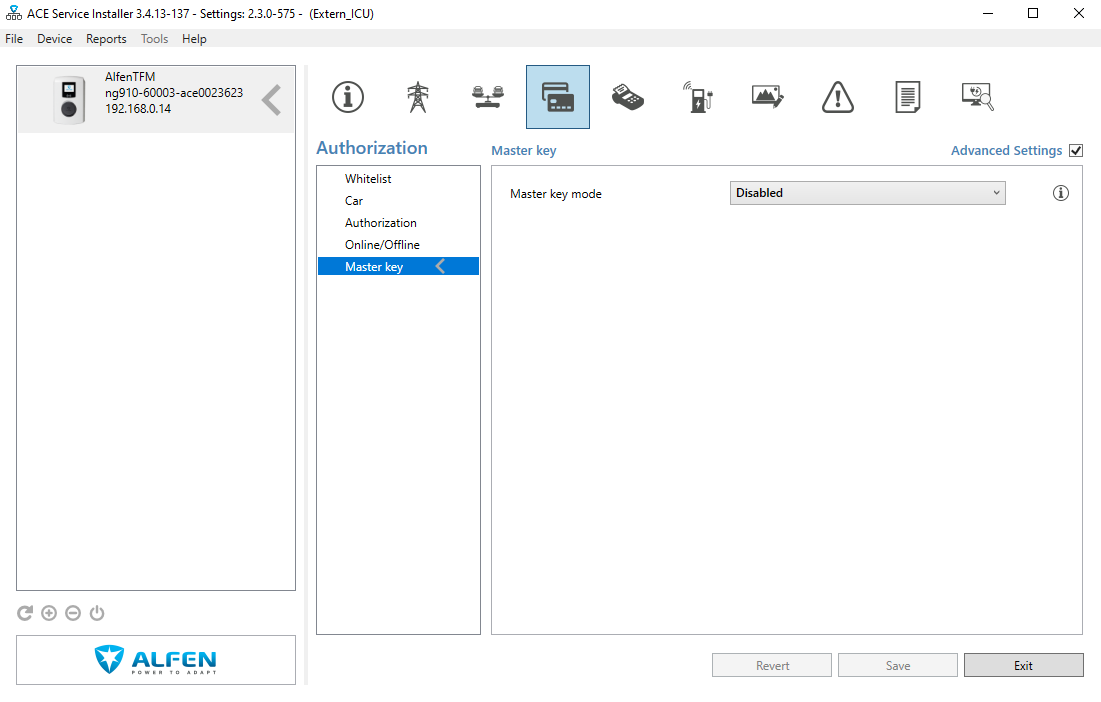 ACE Service Installer 3.4.13-137 - Settings: 2.3.0-575 - (Extern_ICU)
File Device Reports Tools Help
AlfenTFM
ng910-60003-ace0023623
192.168.0.14
Authorization
Master key
Advanced Settings
Whitelist
Car
Authorization
Online/Offline
Master key
Master key mode
Disabled
ALFEN
POWER TO ADAPT
Revert
Save
Exit